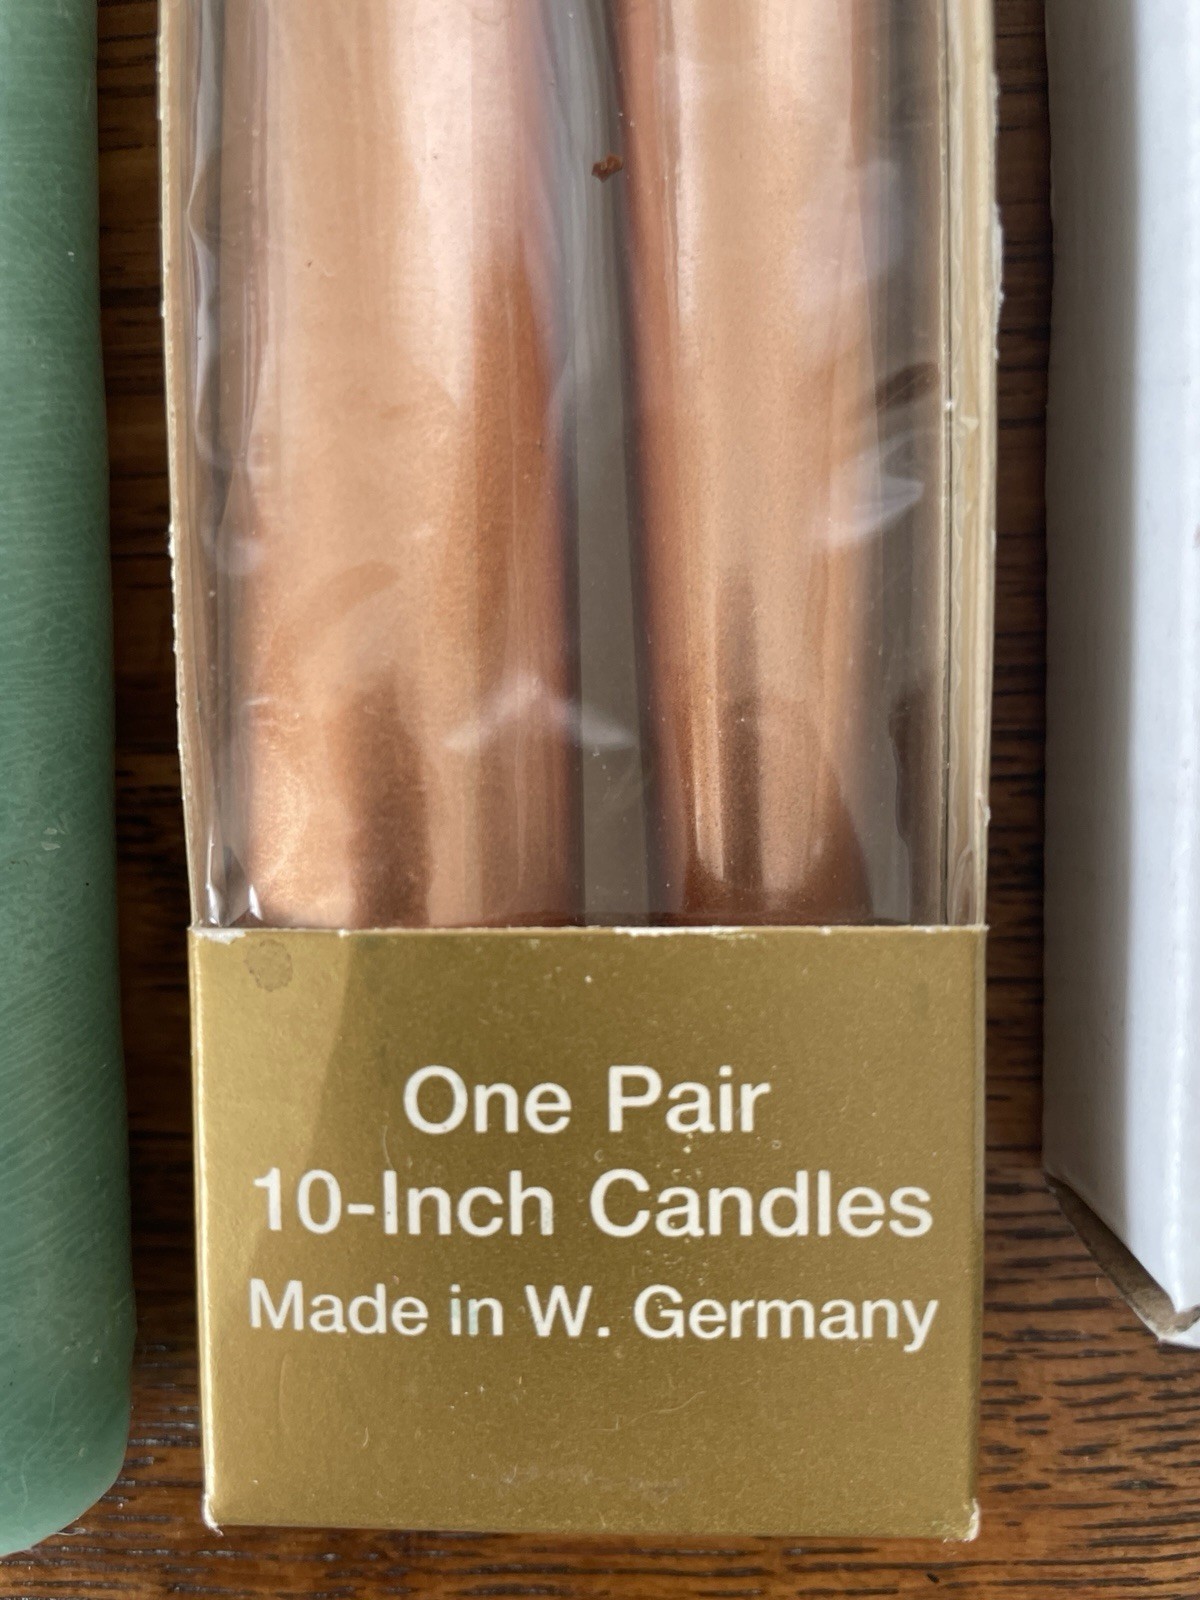 One Pair
10-Inch Candles
Made in W. Germany